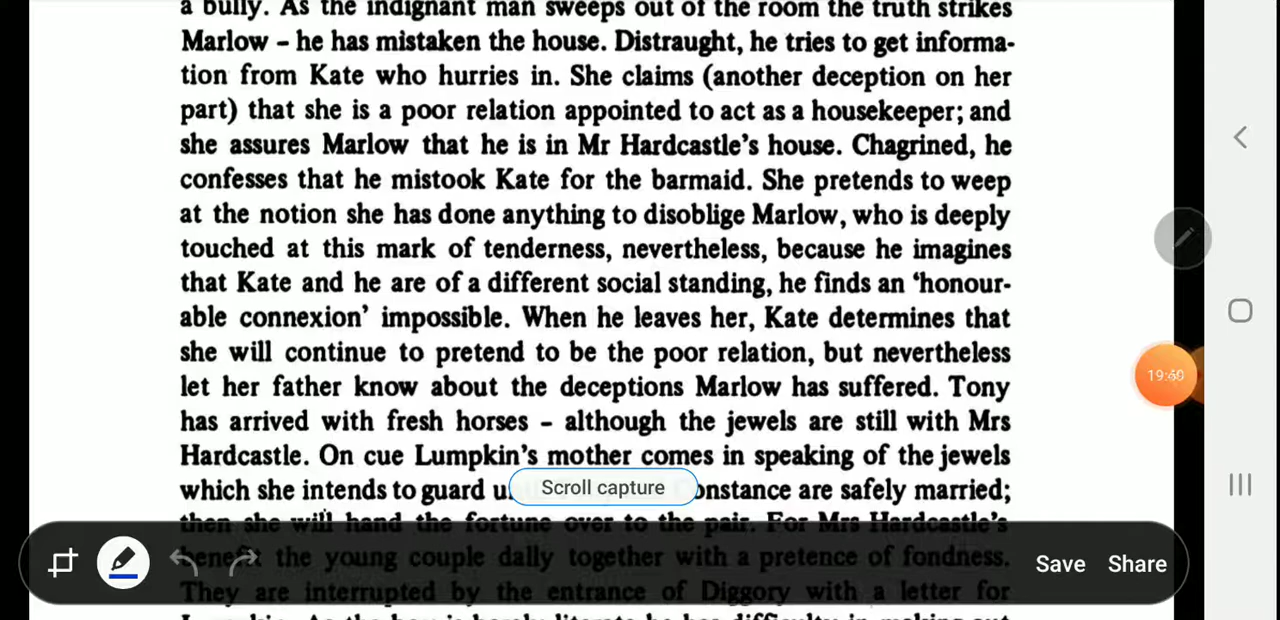 a bully. As the indignant man sweeps out of the room the truth strikes
Marlow – he has mistaken the house. Distraught, he tries to get informa-
tion from Kate who hurries in. She claims (another deception on her
part) that she is a poor relation appointed to act as a housekeeper; and
she assures Marlow that he is in Mr Hardcastle's house. Chagrined, he
confesses that he mistook Kate for the barmaid. She pretends to weep
at the notion she has done anything to disoblige Marlow, who is deeply
touched at this mark of tenderness, nevertheless, because he imagines
that Kate and he are of a different social standing, he finds an 'honour-
able connexion' impossible. When he leaves her, Kate determines that
she will continue to pretend to be the poor relation, but nevertheless
let her father know about the deceptions Marlow has suffered. Tony
19:60
has arrived with fresh horses – although the jewels are still with Mrs
Hardcastle. On cue Lumpkin's mother comes in speaking of the jewels
which she intends to guard onstance are safely married;
Scroll capture
then she will hand the fortune over to the pair. For Mrs Hardcastle's
benefit the young couple dally together with a pretence of fondness.
Save Share
They are interrupted by the entrance of Diggory with a letter for